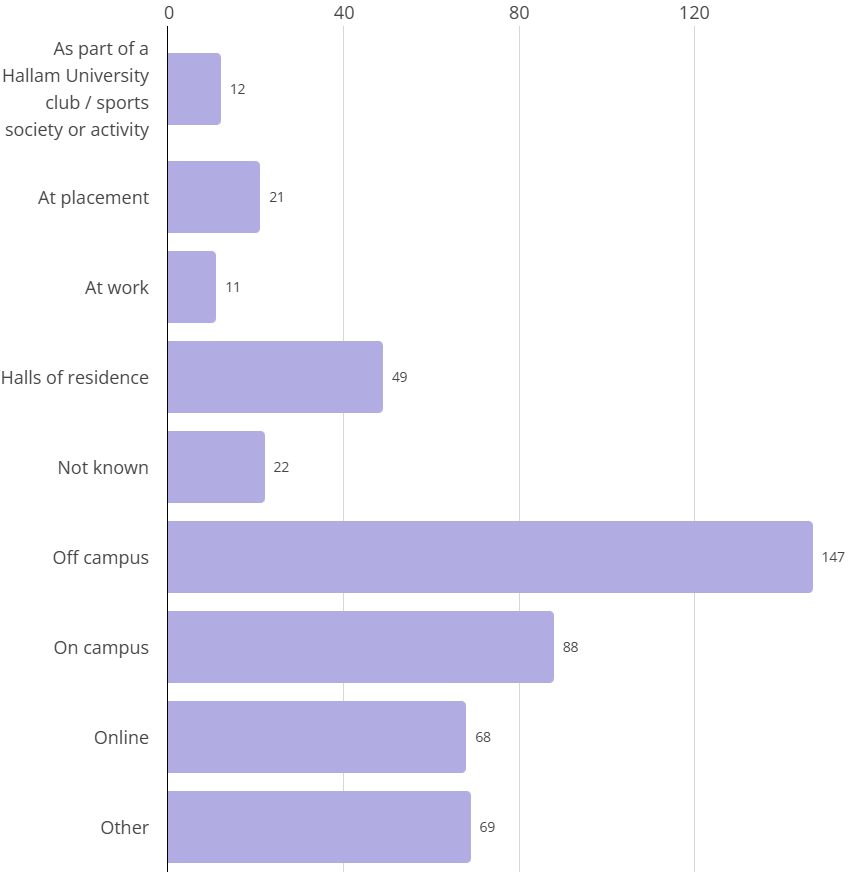 0 40 80 120
As part of a
Hallam University
club / sports
society or activity
12
At placement 21
At work 11
Halls of residence 49
Not known 22
Off campus 147
On campus 88
Online 68
Other 69